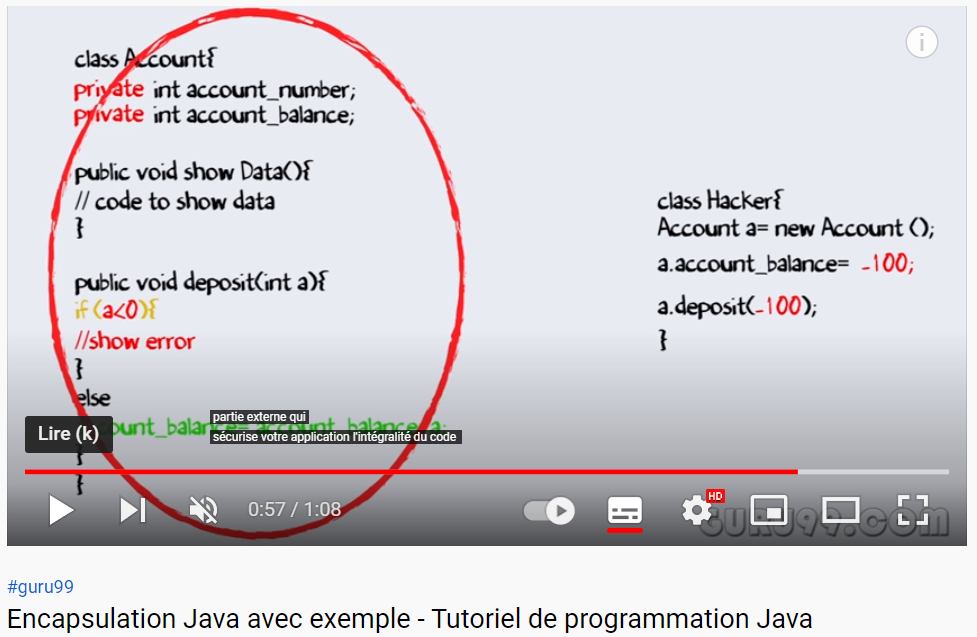 class Account{
private int account_number;
private int account_balance;
public void show Data(){
// code to show data
}
public void deposit(int a){
if (a<0){
//show error
}
else
account_balance= account_balance a;
}
}
class Hacker{
Account a= new Account ();
a.account_balance= -100;
a.deposit(-100);
}
partie externe qui
sécurise votre application l'intégralité du code
Lire (k)
0:57 / 1:08
HD
GURU99.COM
#guru99
Encapsulation Java avec exemple - Tutoriel de programmation Java